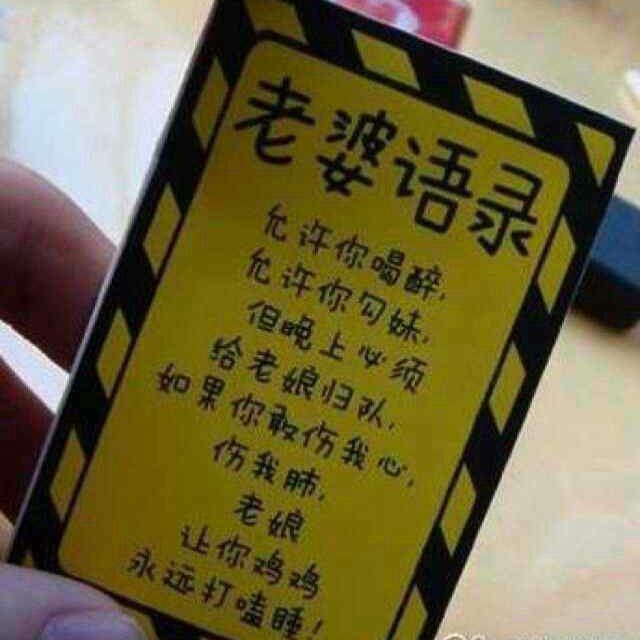 老婆语录
允许你喝醉,
允许你勾妹,
但晚上必须
给老娘归队,
如果你敢伤我心,
伤我肺,
老娘
让你鸡鸡
永远打嗑睡!